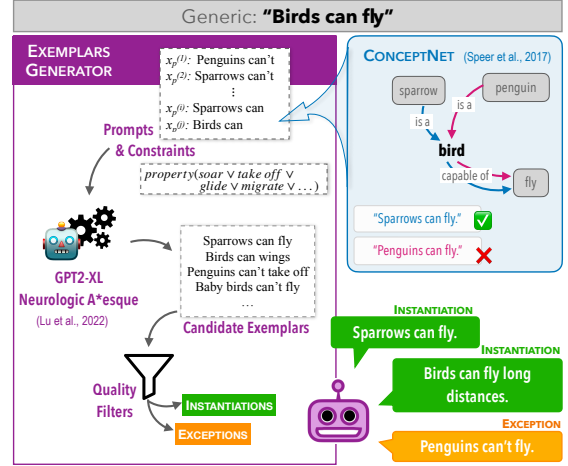 Generic: "Birds can fly"
EXEMPLARS
GENERATOR
x_p^(1): Penguins can't
x_p^(2): Sparrows can't
⋮
x_p^(i): Sparrows can
x_p^(i): Birds can
Prompts
& Constraints
property(soar ∨ take off ∨
glide ∨ migrate ∨ ...)
GPT2-XL
Neurologic A*esque
(Lu et al., 2022)
Sparrows can fly
Birds can wings
Penguins can't take off
Baby birds can't fly
...
Candidate Exemplars
Quality
Filters
INSTANTIATIONS
EXCEPTIONS
CONCEPTNET (Speer et al., 2017)
sparrow
penguin
is a
is a
bird
capable of
fly
"Sparrows can fly."
"Penguins can fly."
INSTANTIATION
Sparrows can fly.
INSTANTIATION
Birds can fly long
distances.
EXCEPTION
Penguins can't fly.